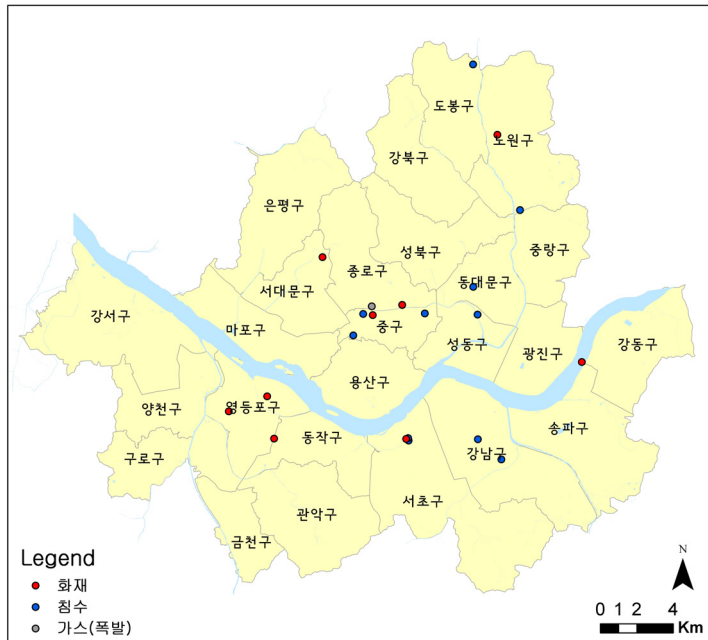 도봉구
노원구
강북구
은평구
성북구
중랑구
종로구
동대문구
서대문구
강서구
마포구
중구
성동구
광진구
강동구
용산구
양천구
영등포구
동작구
송파구
구로구
강남구
서초구
관악구
금천구
Legend
화재
침수
가스(폭발)
N
0 1 2 4
Km